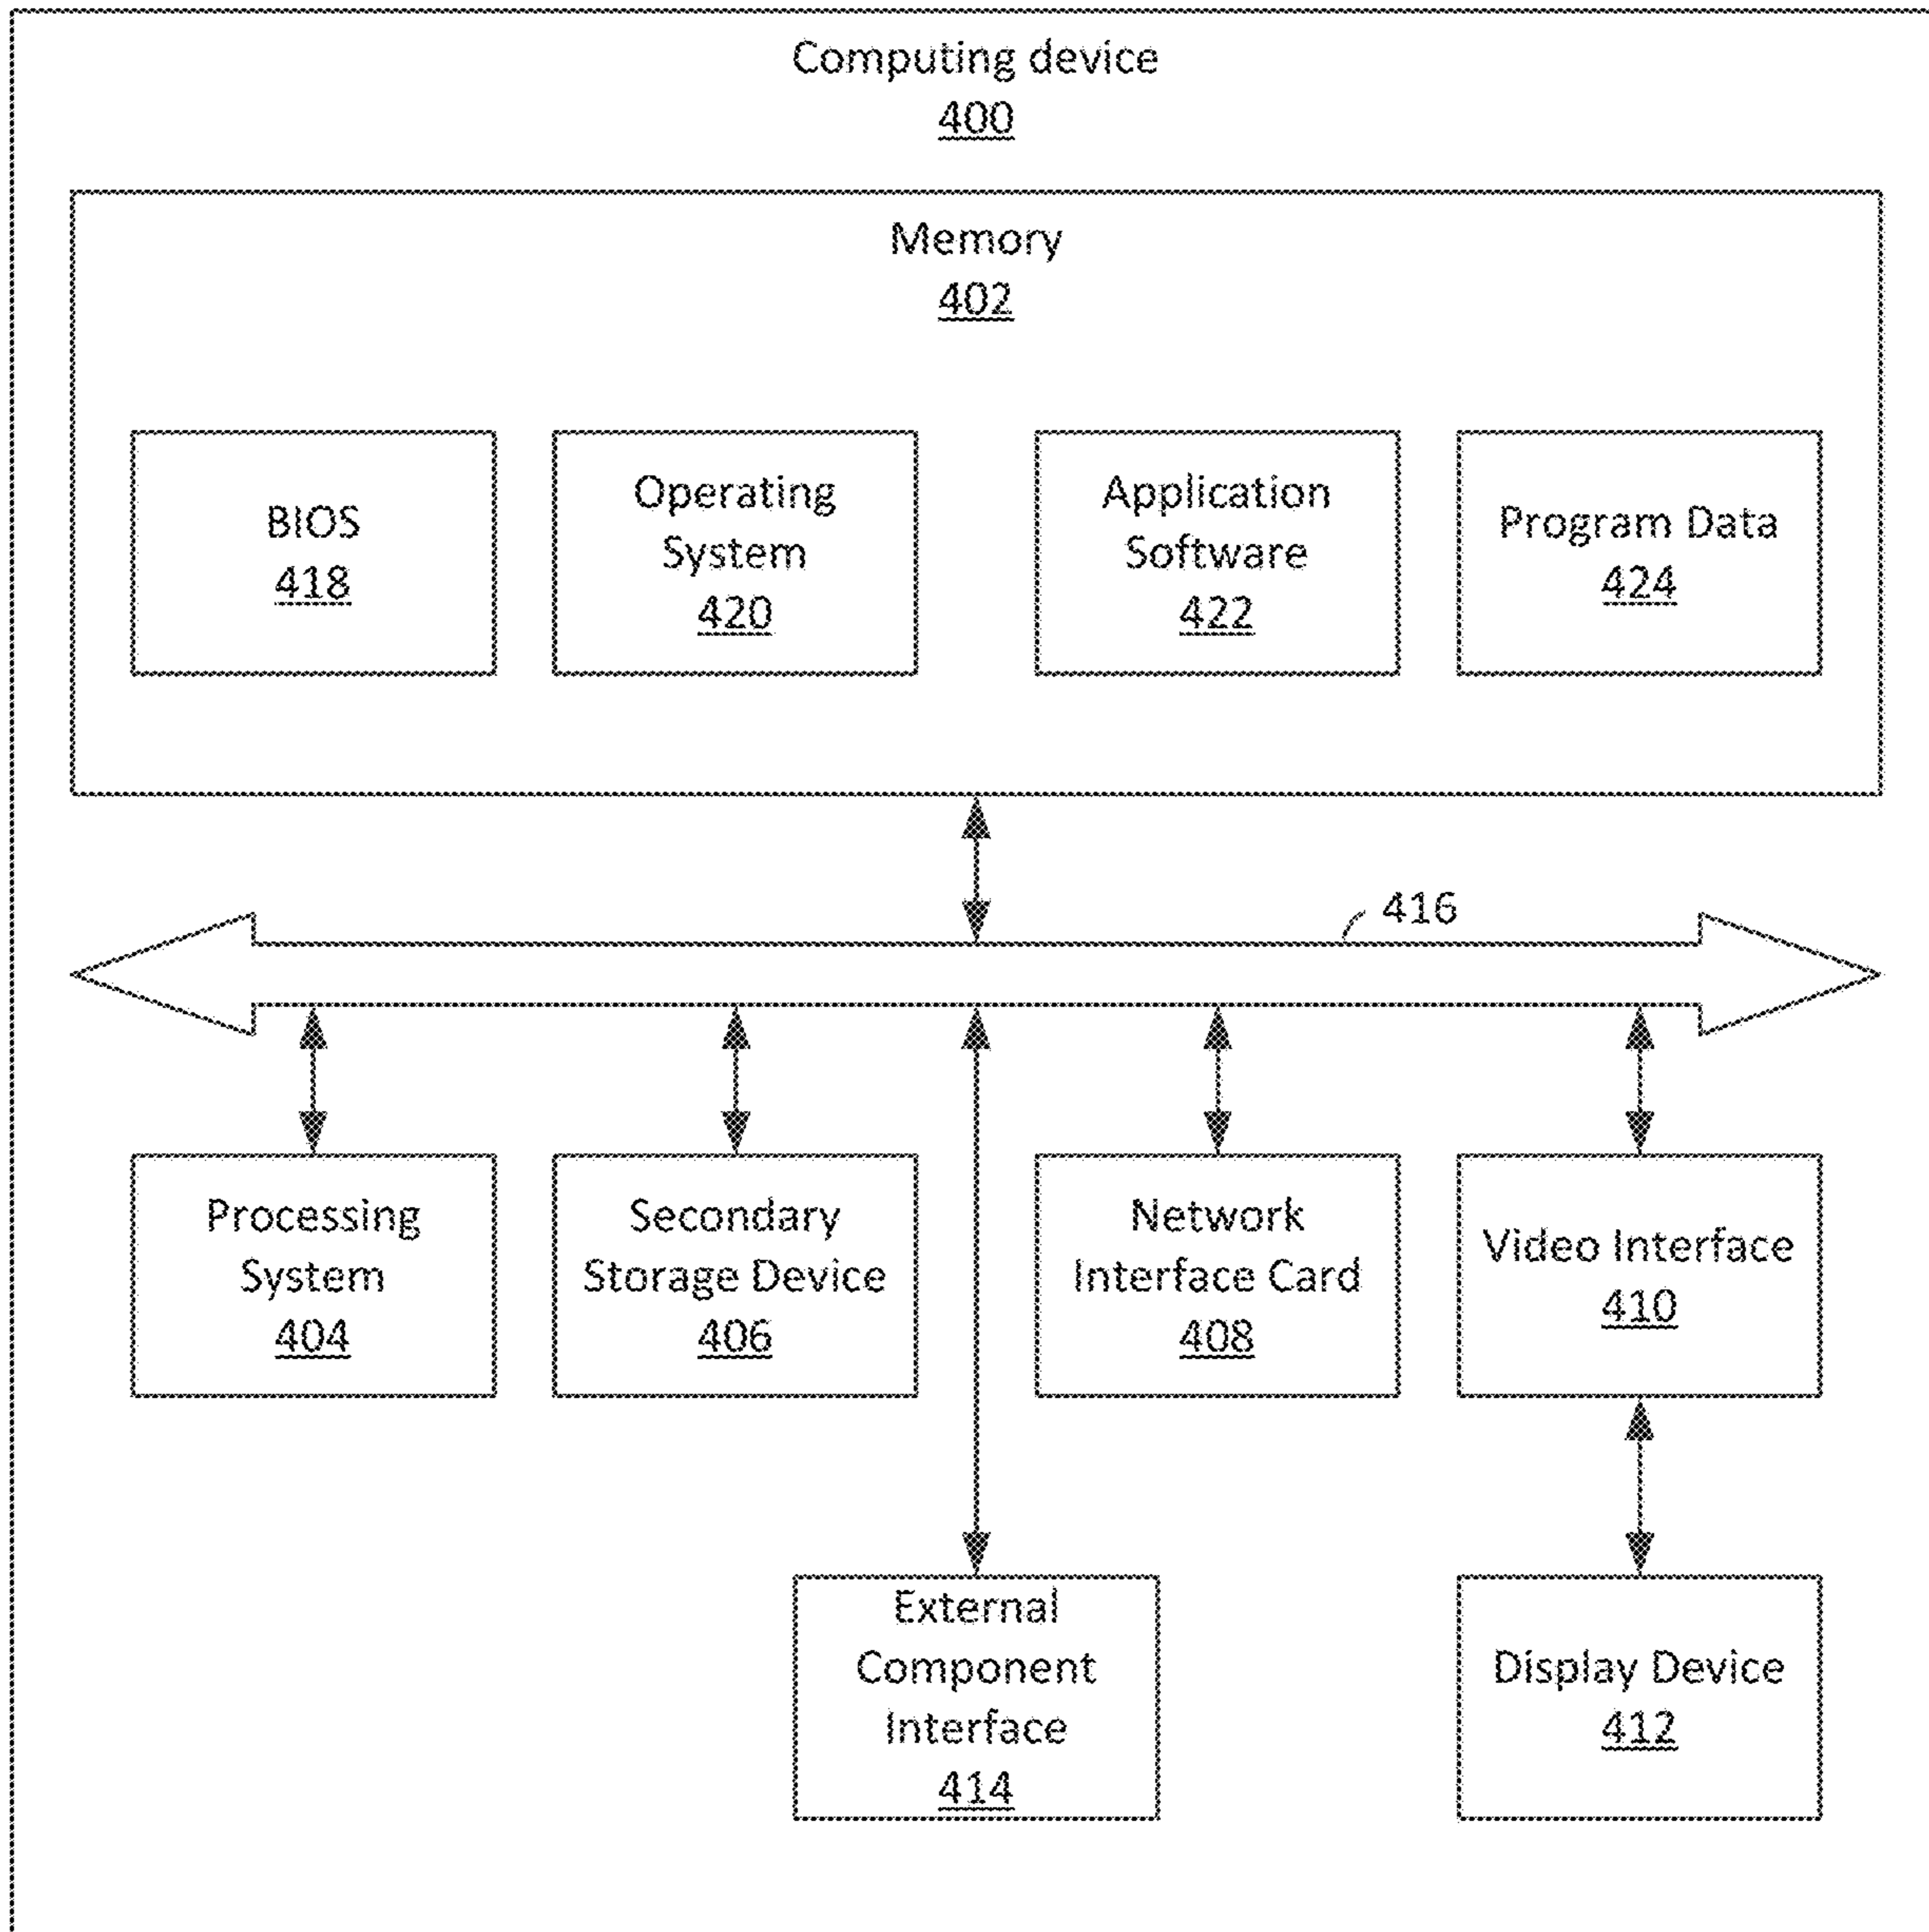 Computing device
400
Memory
402
BIOS
418
Operating
System
420
Application
Software
422
Program Data
424
416
Processing
System
404
Secondary
Storage Device
406
Network
Interface Card
408
Video Interface
410
External
Component
Interface
414
Display Device
412